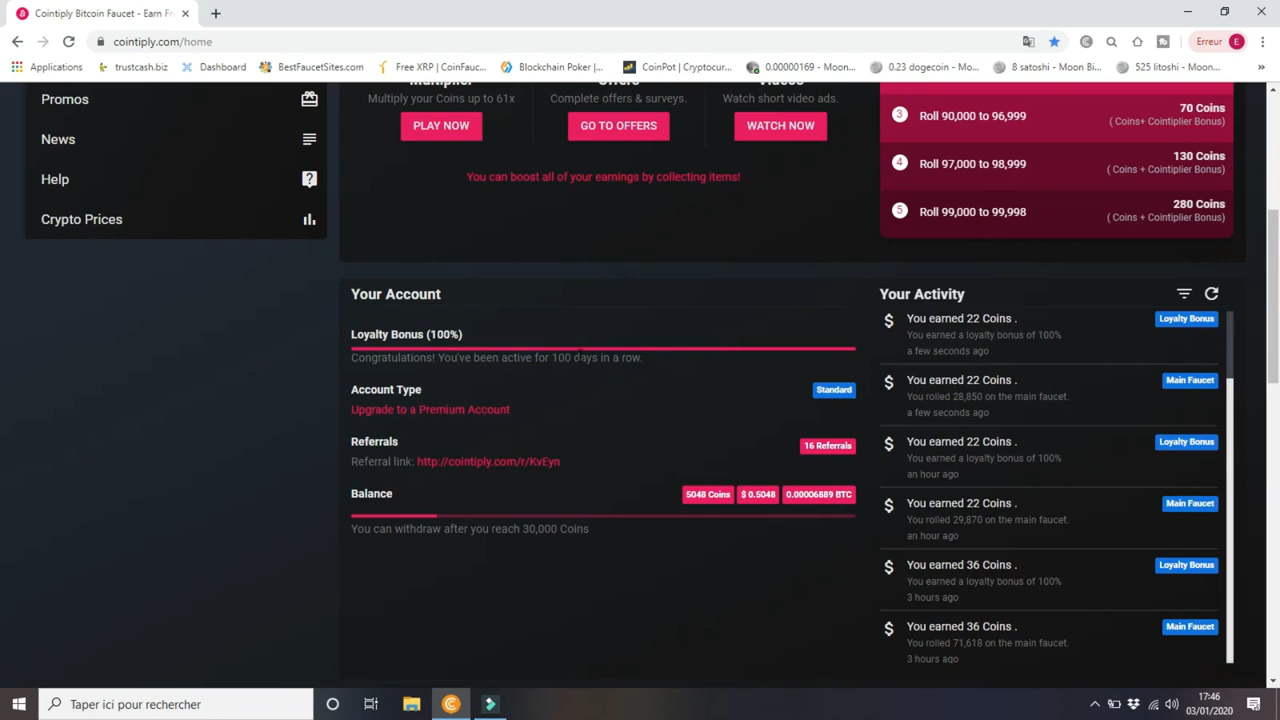 Cointiply Bitcoin Faucet - Earn Fr
cointiply.com/home
Erreur E
Applications
trustcash.biz
Dashboard
BestFaucetSites.com
Free XRP | CoinFauc...
Blockchain Poker |...
CoinPot | Cryptocur...
0.00000169 - Moon...
0.23 dogecoin - Mo...
8 satoshi - Moon Bi...
525 litoshi - Moon...
»
Promos
News
Help
Crypto Prices
Multiplier
Multiply your Coins up to 61x
PLAY NOW
Offers
Complete offers & surveys.
GO TO OFFERS
Videos
Watch short video ads.
WATCH NOW
You can boost all of your earnings by collecting items!
3 Roll 90,000 to 96,999 70 Coins
( Coins+ Cointiplier Bonus)
4 Roll 97,000 to 98,999 130 Coins
( Coins + Cointiplier Bonus)
5 Roll 99,000 to 99,998 280 Coins
( Coins + Cointiplier Bonus)
Your Account
Loyalty Bonus (100%)
Congratulations! You've been active for 100 days in a row.
Account Type Standard
Upgrade to a Premium Account
Referrals 16 Referrals
Referral link: http://cointiply.com/r/KvEyn
Balance 5048 Coins $ 0.5048 0.00006889 BTC
You can withdraw after you reach 30,000 Coins
Your Activity
$ You earned 22 Coins . Loyalty Bonus
You earned a loyalty bonus of 100%
a few seconds ago
$ You earned 22 Coins . Main Faucet
You rolled 28,850 on the main faucet.
a few seconds ago
$ You earned 22 Coins . Loyalty Bonus
You earned a loyalty bonus of 100%
an hour ago
$ You earned 22 Coins . Main Faucet
You rolled 29,870 on the main faucet.
an hour ago
$ You earned 36 Coins . Loyalty Bonus
You earned a loyalty bonus of 100%
3 hours ago
$ You earned 36 Coins . Main Faucet
You rolled 71,618 on the main faucet.
3 hours ago
Taper ici pour rechercher
17:46
03/01/2020